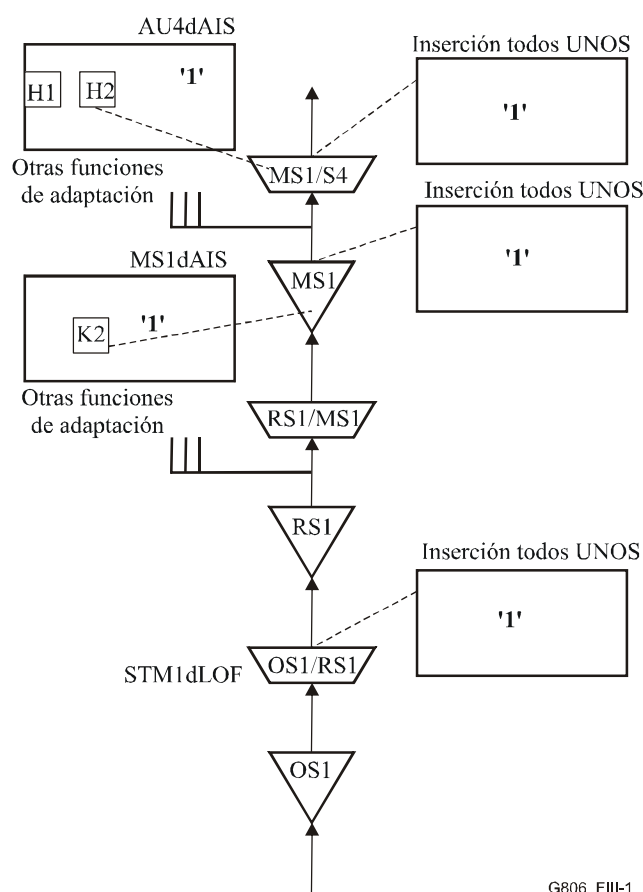 AU4dAIS
H1
H2
'1'
Inserción todos UNOS
'1'
Otras funciones
de adaptación
MS1/S4
Inserción todos UNOS
'1'
MS1dAIS
MS1
K2
'1'
Otras funciones
de adaptación
RS1/MS1
RS1
Inserción todos UNOS
'1'
STM1dLOF
OS1/RS1
OS1
G806_FIII-1